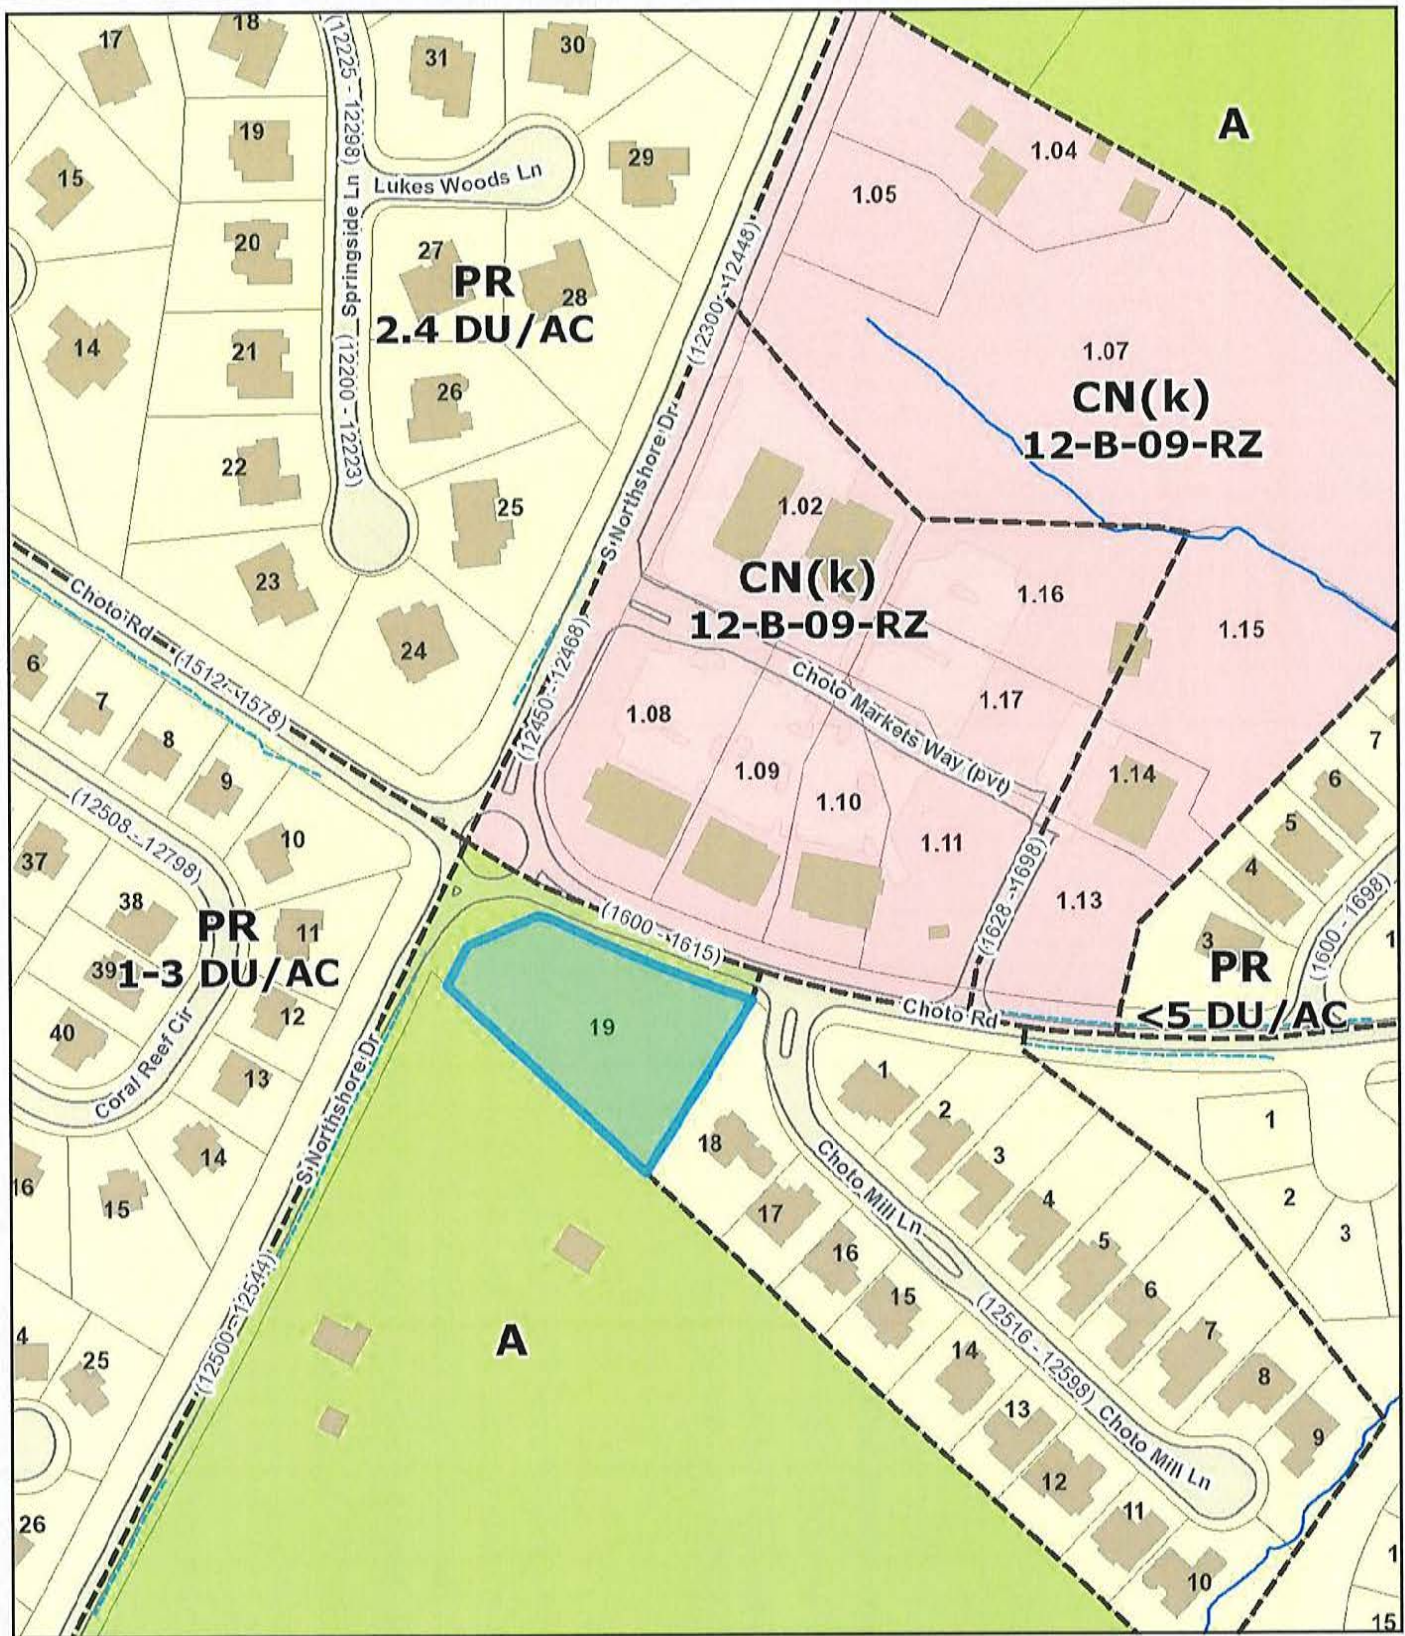 17
18
31
30
(12225 - 12298)
A
19
1.04
15
Lukes Woods Ln
29
1.05
Springside Ln
20
27
PR
28
2.4 DU/AC
(12300 - 12448)
14
21
(12200 - 12223)
1.07
CN(k)
12-B-09-RZ
26
22
25
S Northshore Dr
1.02
23
CN(k)
12-B-09-RZ
1.16
1.15
Choto Rd
24
(12450 - 12468)
6
(1512 - 1578)
7
8
9
1.08
Choto Markets Way (pvt)
1.17
1.09
1.10
1.14
7
6
5
4
3
(12508 - 12798)
10
37
38
1.11
(1628 - 1698)
1.13
(1600 - 1698)
1
PR
1-3 DU/AC
11
39
(1600 - 1615)
PR
<5 DU/AC
Choto Rd
40
12
19
Coral Reef Cir
13
S Northshore Dr
14
16
15
18
1
2
3
4
5
6
7
8
9
Choto Mill Ln
17
16
15
14
13
12
11
10
(12516 - 12598)
Choto Mill Ln
1
2
3
(12500 - 12544)
4
25
A
26
1
15